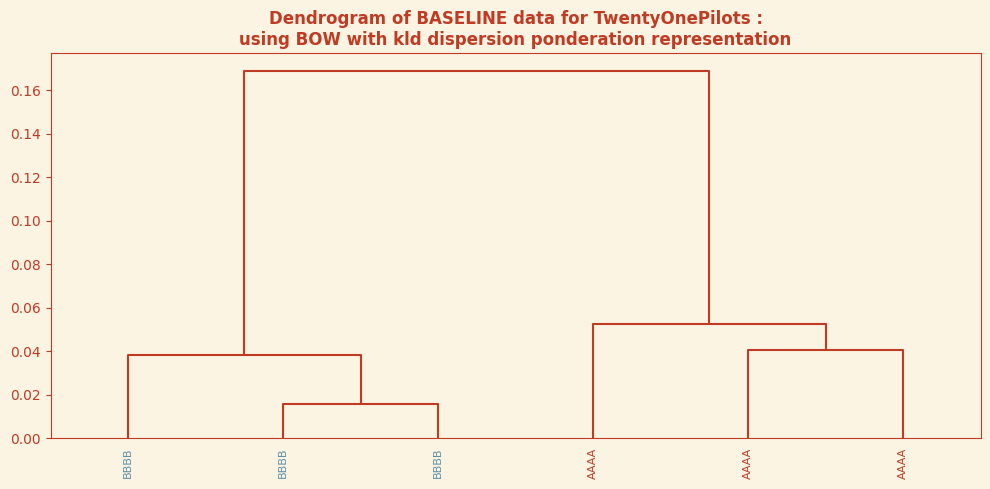 Dendrogram of BASELINE data for TwentyOnePilots :
using BOW with kld dispersion ponderation representation
0.16
0.14
0.12
0.10
0.08
0.06
0.04
0.02
0.00
BBBB
BBBB
BBBB
AAAA
AAAA
AAAA